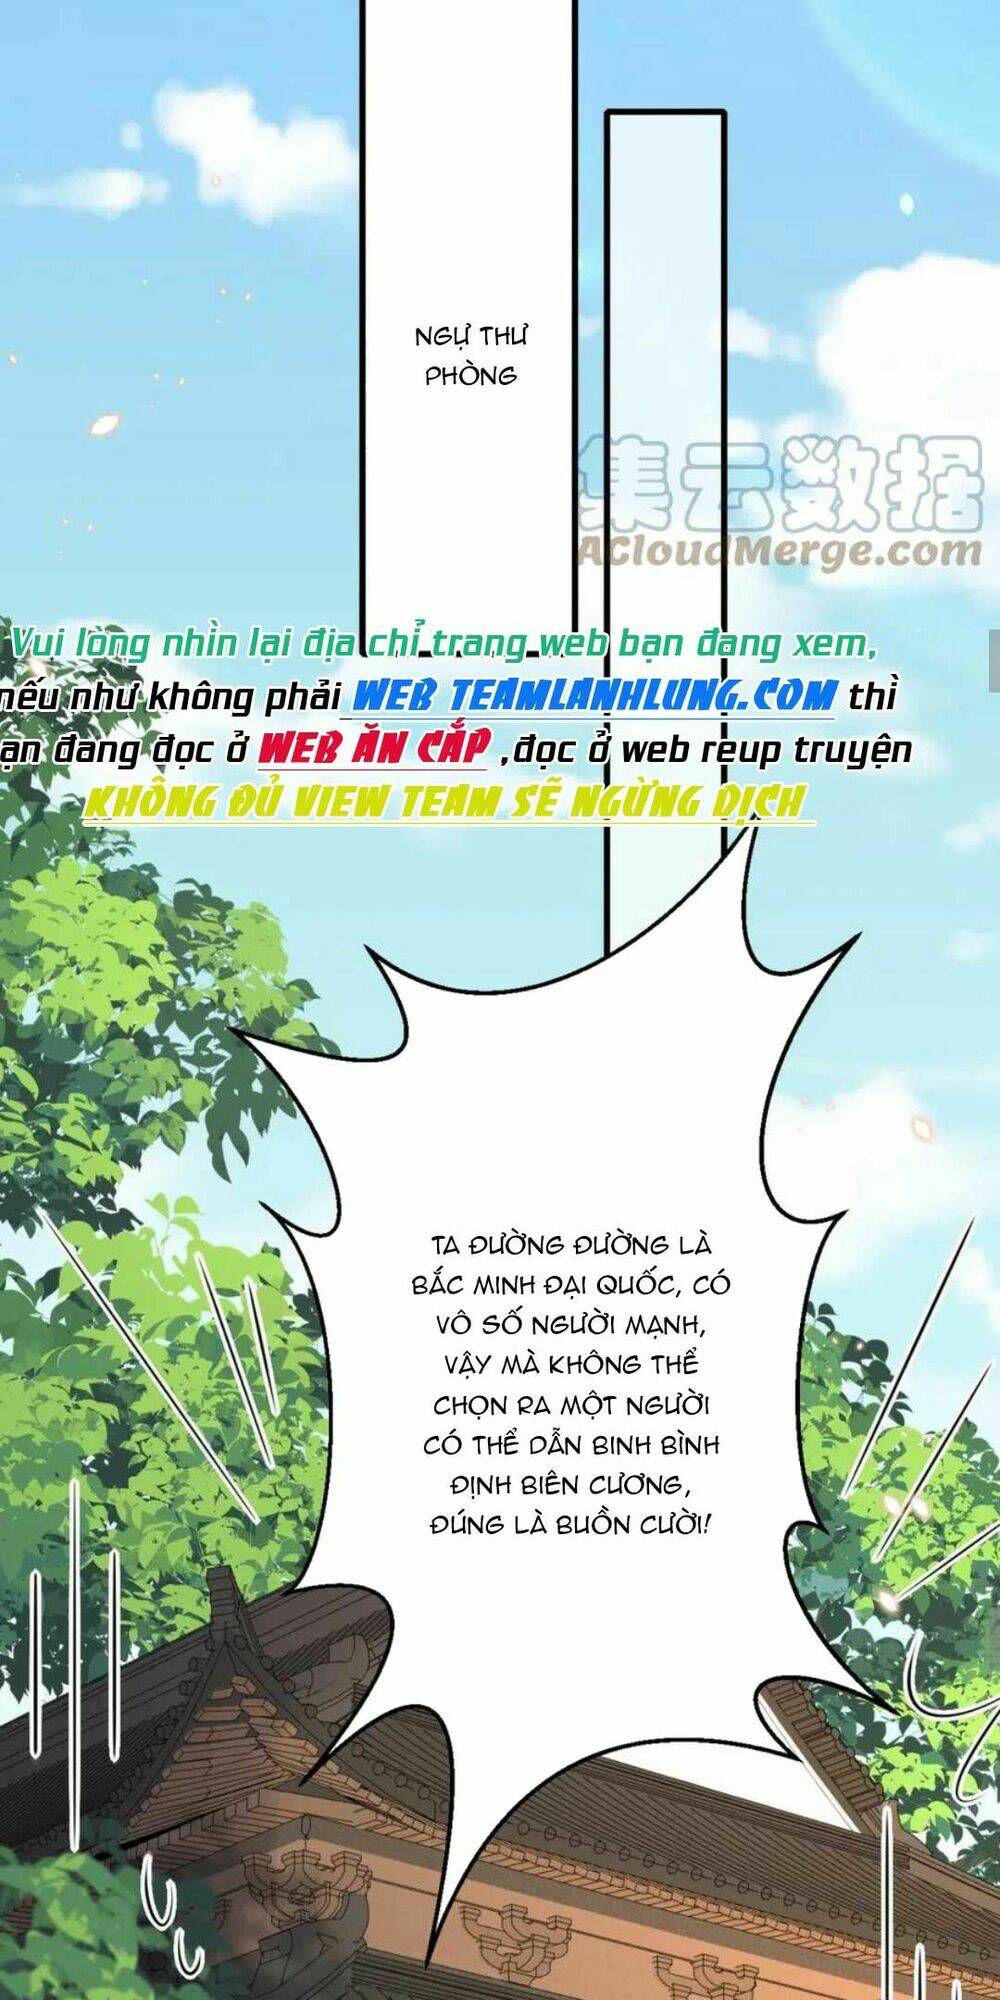 NGỰ THƯ
PHÒNG
集云数据
ACloudMerge.com
Vui lòng nhìn lại địa chỉ trang web bạn đang xem,
nếu như không phải WEB TEAMLANHLUNG.COM thì
ạn đang đọc ở WEB ĂN CẮP ,đọc ở web reup truyện
KHÔNG ĐỦ VIEW TEAM SẼ NGỪNG DỊCH
TA ĐƯỜNG ĐƯỜNG LÀ
BẮC MINH ĐẠI QUỐC, CÓ
VÔ SỐ NGƯỜI MẠNH,
VẬY MÀ KHÔNG THỂ
CHỌN RA MỘT NGƯỜI
CÓ THỂ DẪN BINH BÌNH
ĐỊNH BIÊN CƯƠNG,
ĐÚNG LÀ BUỒN CƯỜI!